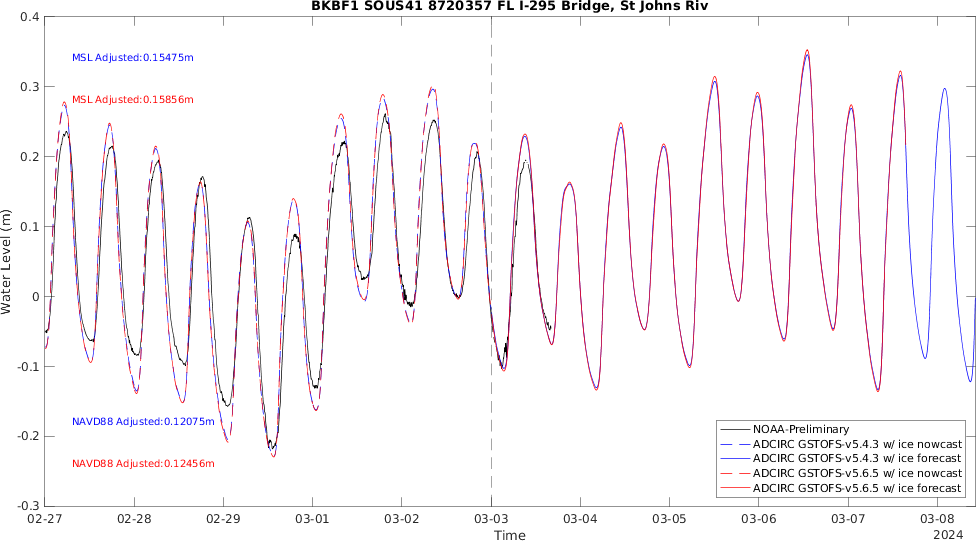 BKBF1 SOUS41 8720357 FL I-295 Bridge, St Johns Riv
0.4
0.3
0.2
0.1
0
-0.1
-0.2
-0.3
Water Level (m)
MSL Adjusted:0.15475m
MSL Adjusted:0.15856m
NAVD88 Adjusted:0.12075m
NAVD88 Adjusted:0.12456m
NOAA-Preliminary
ADCIRC GSTOFS-v5.4.3 w/ ice nowcast
ADCIRC GSTOFS-v5.4.3 w/ ice forecast
ADCIRC GSTOFS-v5.6.5 w/ ice nowcast
ADCIRC GSTOFS-v5.6.5 w/ ice forecast
02-27 02-28 02-29 03-01 03-02 03-03 03-04 03-05 03-06 03-07 03-08
2024
Time